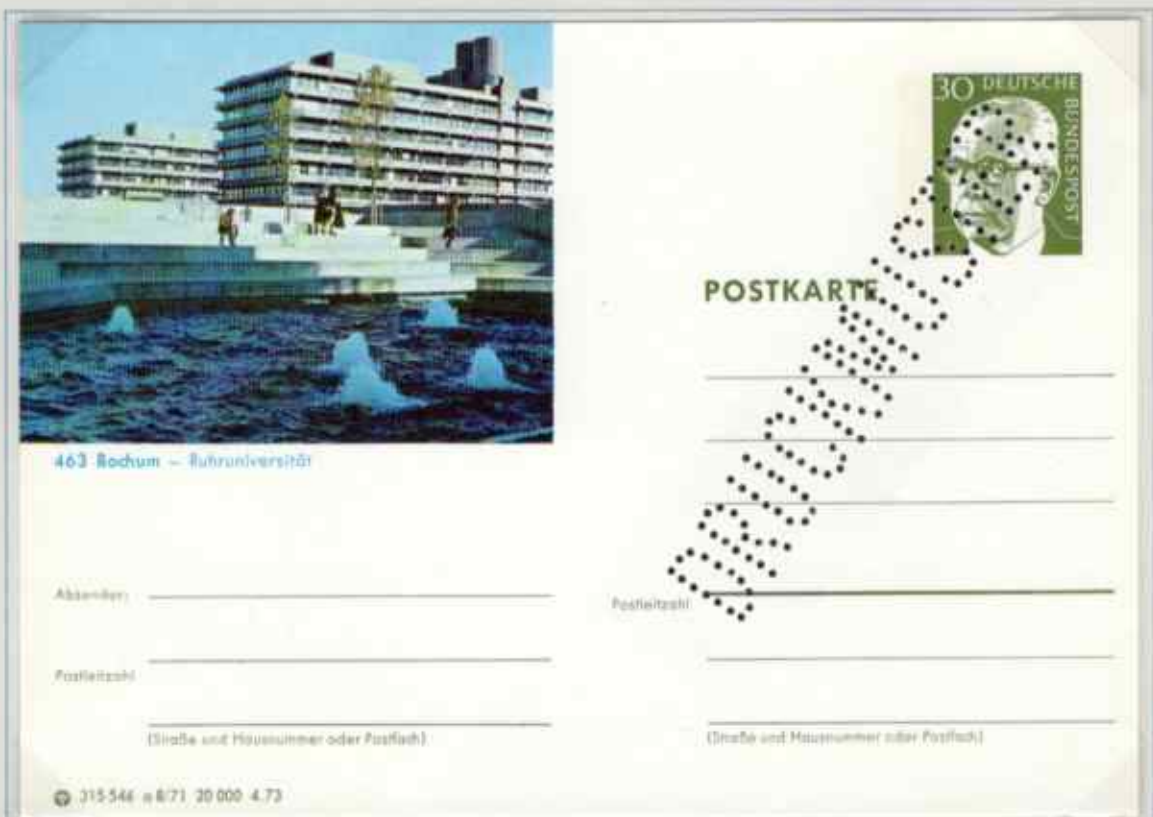 30 DEUTSCHE
BUNDESPOST
POSTKARTE
463 Bochum – Ruhruniversität
Absender:
Postleitzahl
(Straße und Hausnummer oder Postfach)
Postleitzahl
(Straße und Hausnummer oder Postfach)
315 546 a 8/71 20 000 4.73